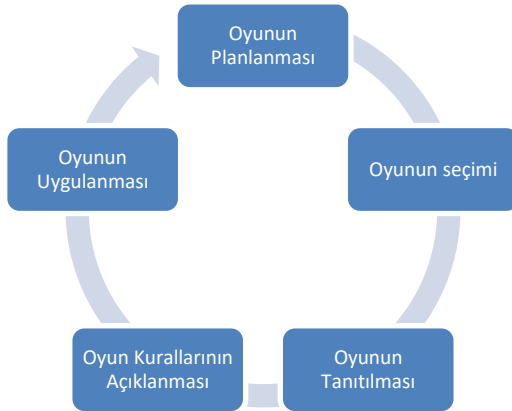 Oyunun
Planlanması
Oyunun seçimi
Oyunun
Tanıtılması
Oyun Kurallarının
Açıklanması
Oyunun
Uygulanması